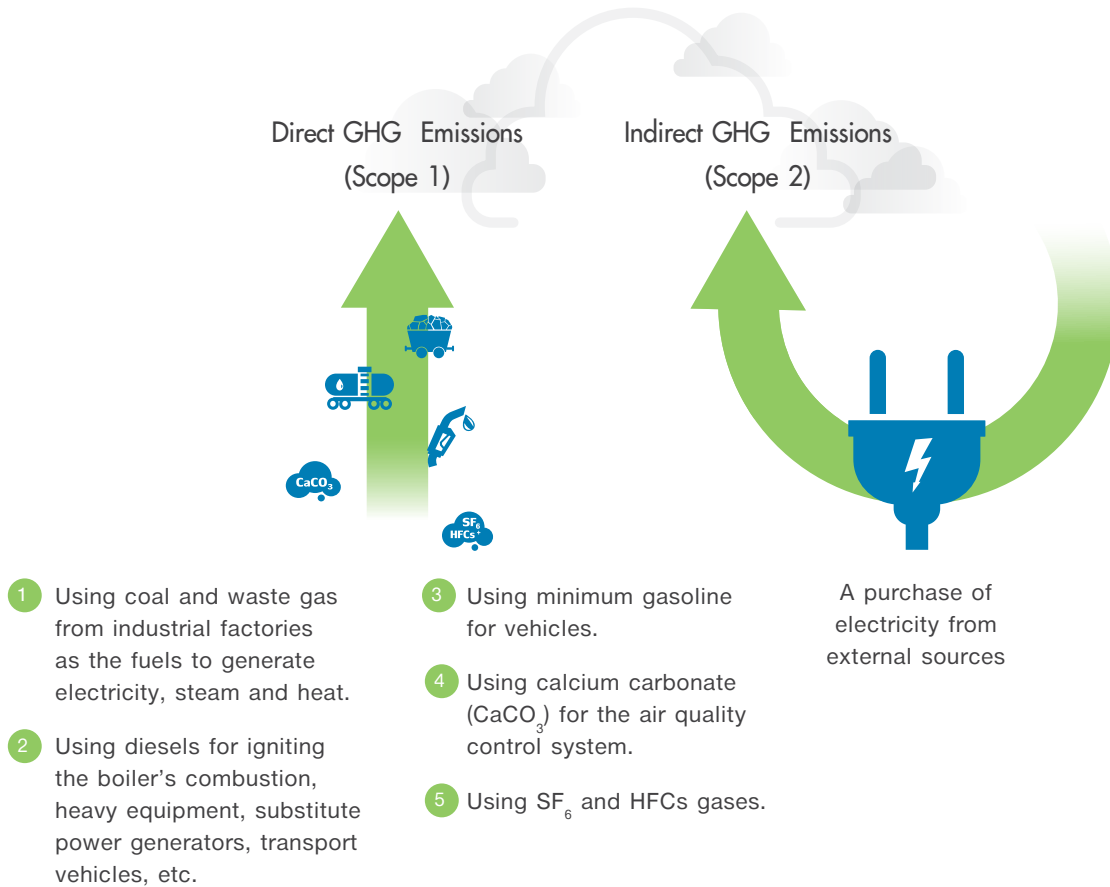 Direct GHG Emissions
(Scope 1)
Indirect GHG Emissions
(Scope 2)
CaCO₃
SF₆
HFCs⁺
1 Using coal and waste gas
from industrial factories
as the fuels to generate
electricity, steam and heat.
2 Using diesels for igniting
the boiler's combustion,
heavy equipment, substitute
power generators, transport
vehicles, etc.
3 Using minimum gasoline
for vehicles.
4 Using calcium carbonate
(CaCO₃) for the air quality
control system.
5 Using SF₆ and HFCs gases.
A purchase of
electricity from
external sources